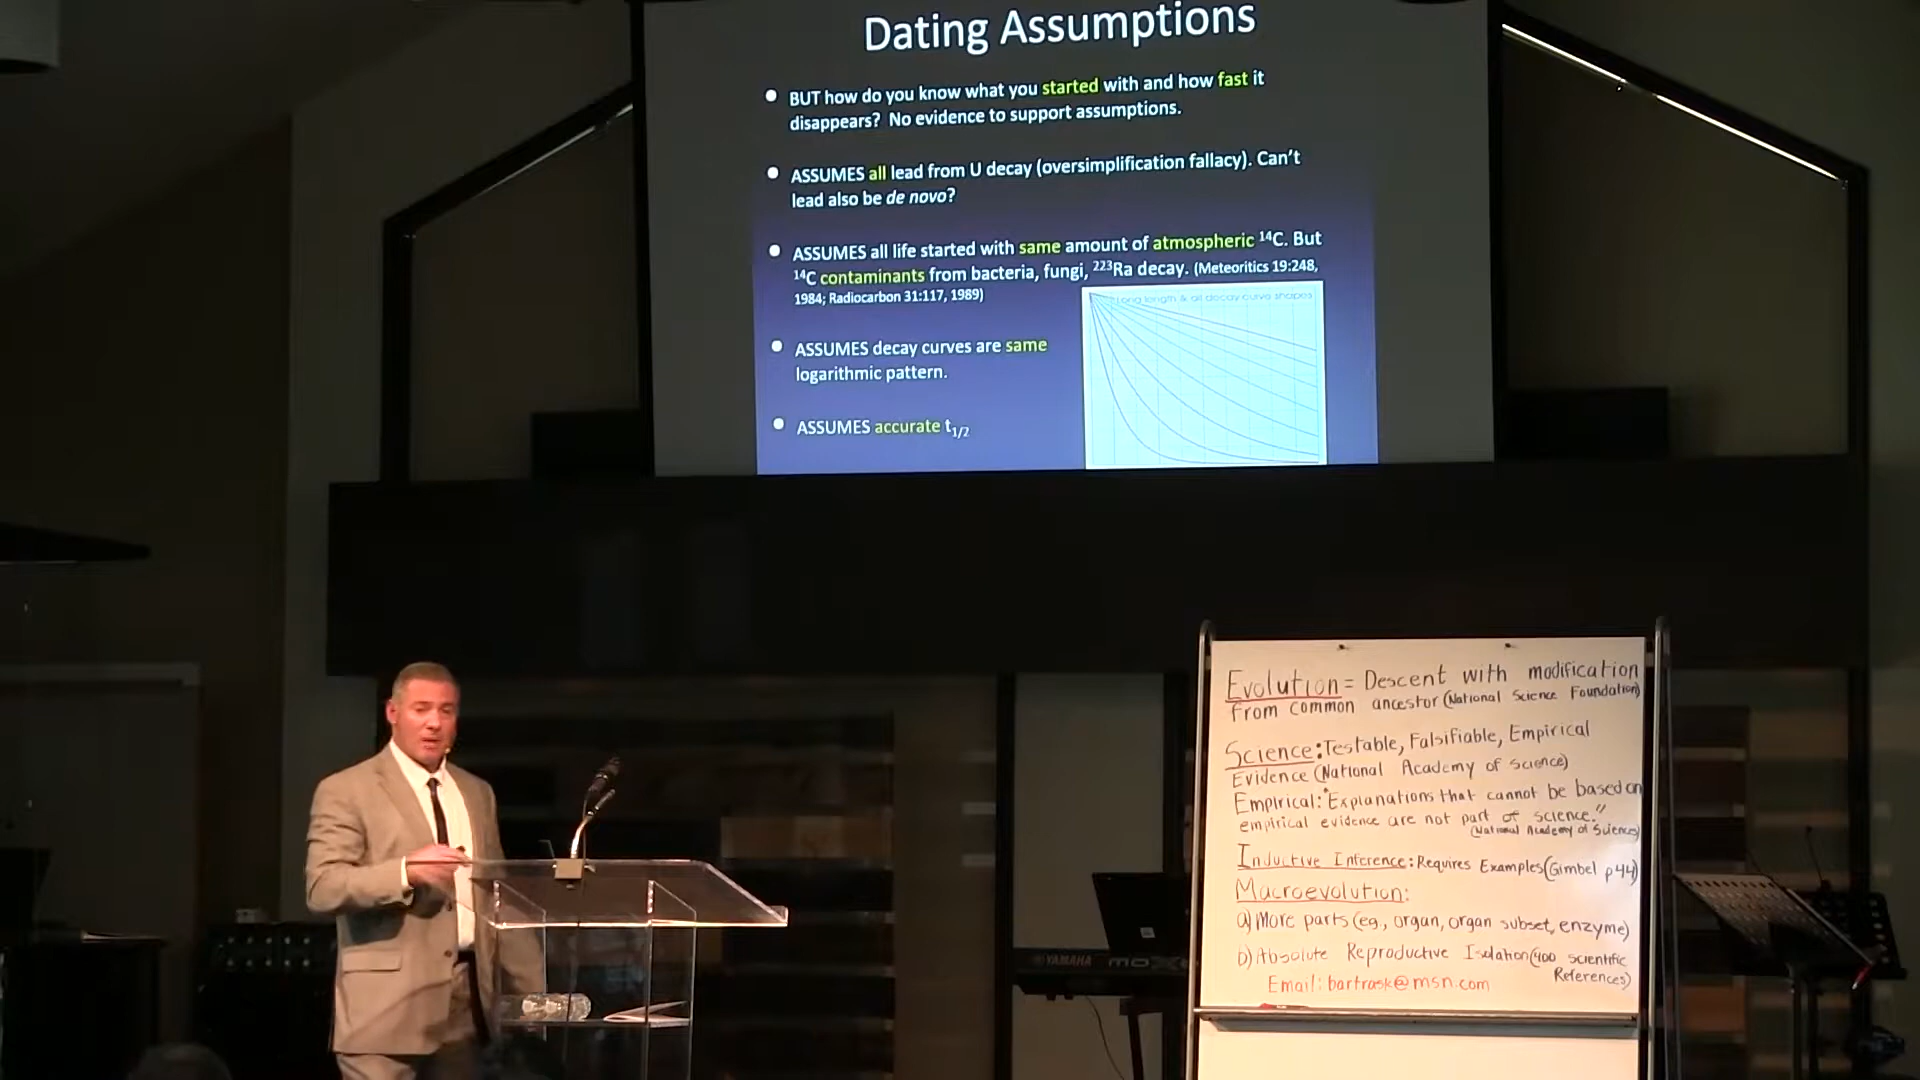 Dating Assumptions
BUT how do you know what you started with and how fast it
disappears? No evidence to support assumptions.
ASSUMES all lead from U decay (oversimplification fallacy). Can't
lead also be de novo?
ASSUMES all life started with same amount of atmospheric ¹⁴C. But
¹⁴C contaminants from bacteria, fungi, ²²³Ra decay. (Meteoritics 19:248,
1984; Radiocarbon 31:117, 1989)
Long length & all decay curve shapes
ASSUMES decay curves are same
logarithmic pattern.
ASSUMES accurate t1/2
Evolution = Descent with modification
from common ancestor (National Science Foundation)
Science: Testable, Falsifiable, Empirical
Evidence (National Academy of Science)
Empirical: "Explanations that cannot be based on
empirical evidence are not part of science."
(National Academy of Science)
Inductive Inference: Requires Examples (Gimbel p44)
Macroevolution:
a) More parts (eg., organ, organ subset, enzyme)
b) Absolute Reproductive Isolation (400 scientific
References)
Email: bartrask@msn.com
YAMAHA